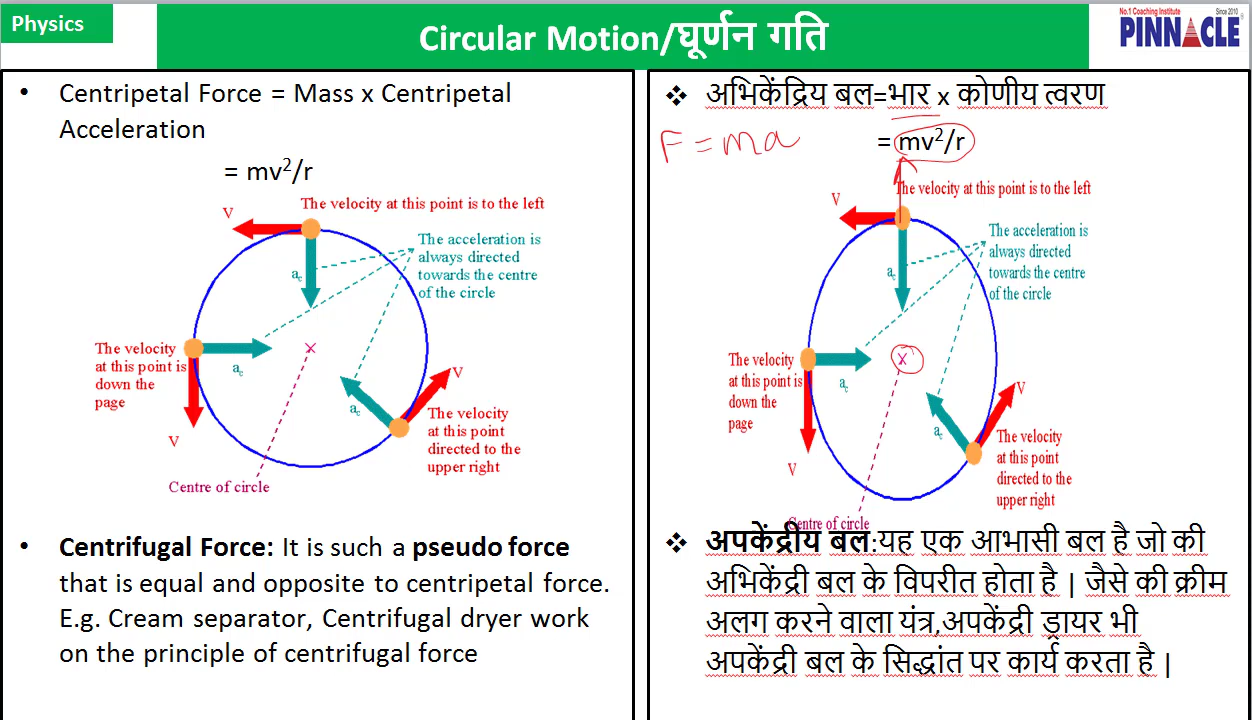 Physics
Circular Motion/घूर्णन गति
No.1 Coaching Institute
Since 2010
PINNACLE
• Centripetal Force = Mass x Centripetal
Acceleration
= mv²/r
The velocity at this point is to the left
V
The acceleration is
always directed
towards the centre
of the circle
ac
The velocity
at this point is
down the
page
ac
X
V
ac
V
The velocity
at this point
directed to the
upper right
Centre of circle
• Centrifugal Force: It is such a pseudo force
that is equal and opposite to centripetal force.
E.g. Cream separator, Centrifugal dryer work
on the principle of centrifugal force
❖ अभिकेंद्रिय बल=भार x कोणीय त्वरण
F = ma
= mv²/r
The velocity at this point is to the left
V
The acceleration is
always directed
towards the centre
of the circle
ac
The velocity
at this point is
down the
page
ac
X
V
ac
V
The velocity
at this point
directed to the
upper right
Centre of circle
❖ अपकेंद्रीय बल:यह एक आभासी बल है जो की
अभिकेंद्री बल के विपरीत होता है | जैसे की क्रीम
अलग करने वाला यंत्र,अपकेंद्री ड्रायर भी
अपकेंद्री बल के सिद्धांत पर कार्य करता है |